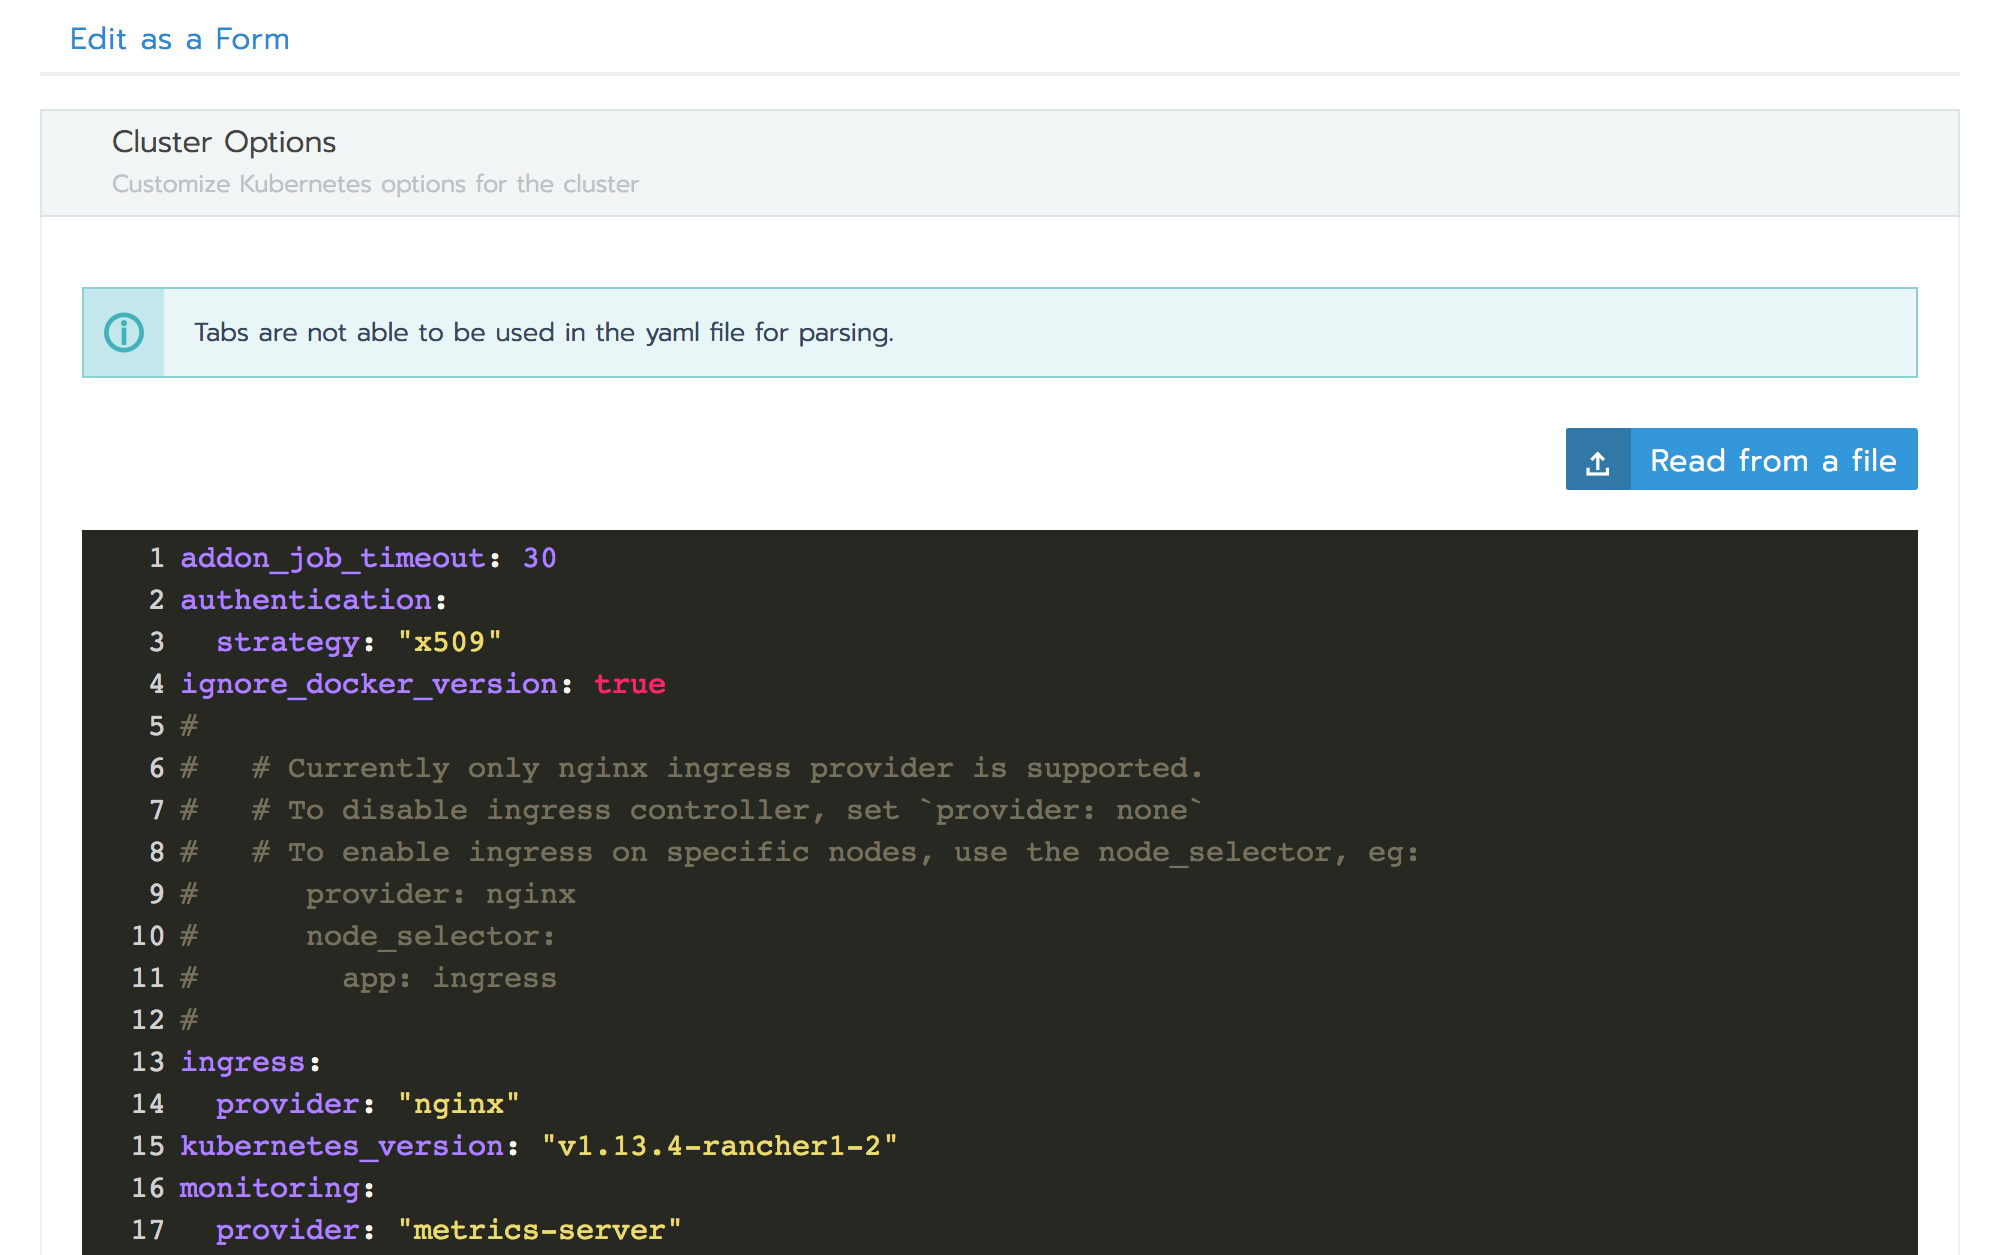 Edit as a Form
Cluster Options
Customize Kubernetes options for the cluster
Tabs are not able to be used in the yaml file for parsing.
Read from a file
1 addon_job_timeout: 30
2 authentication:
3   strategy: "x509"
4 ignore_docker_version: true
5 #
6 #   # Currently only nginx ingress provider is supported.
7 #   # To disable ingress controller, set `provider: none`
8 #   # To enable ingress on specific nodes, use the node_selector, eg:
9 #      provider: nginx
10 #      node_selector:
11 #        app: ingress
12 #
13 ingress:
14   provider: "nginx"
15 kubernetes_version: "v1.13.4-rancher1-2"
16 monitoring:
17   provider: "metrics-server"